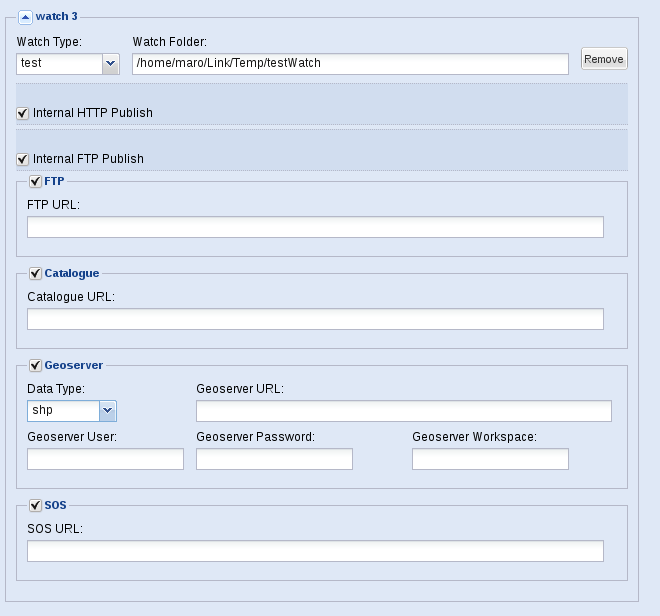 watch 3
Watch Type: Watch Folder:
test /home/maro/Link/Temp/testWatch Remove
Internal HTTP Publish
Internal FTP Publish
FTP
FTP URL:
Catalogue
Catalogue URL:
Geoserver
Data Type: Geoserver URL:
shp
Geoserver User: Geoserver Password: Geoserver Workspace:
SOS
SOS URL: